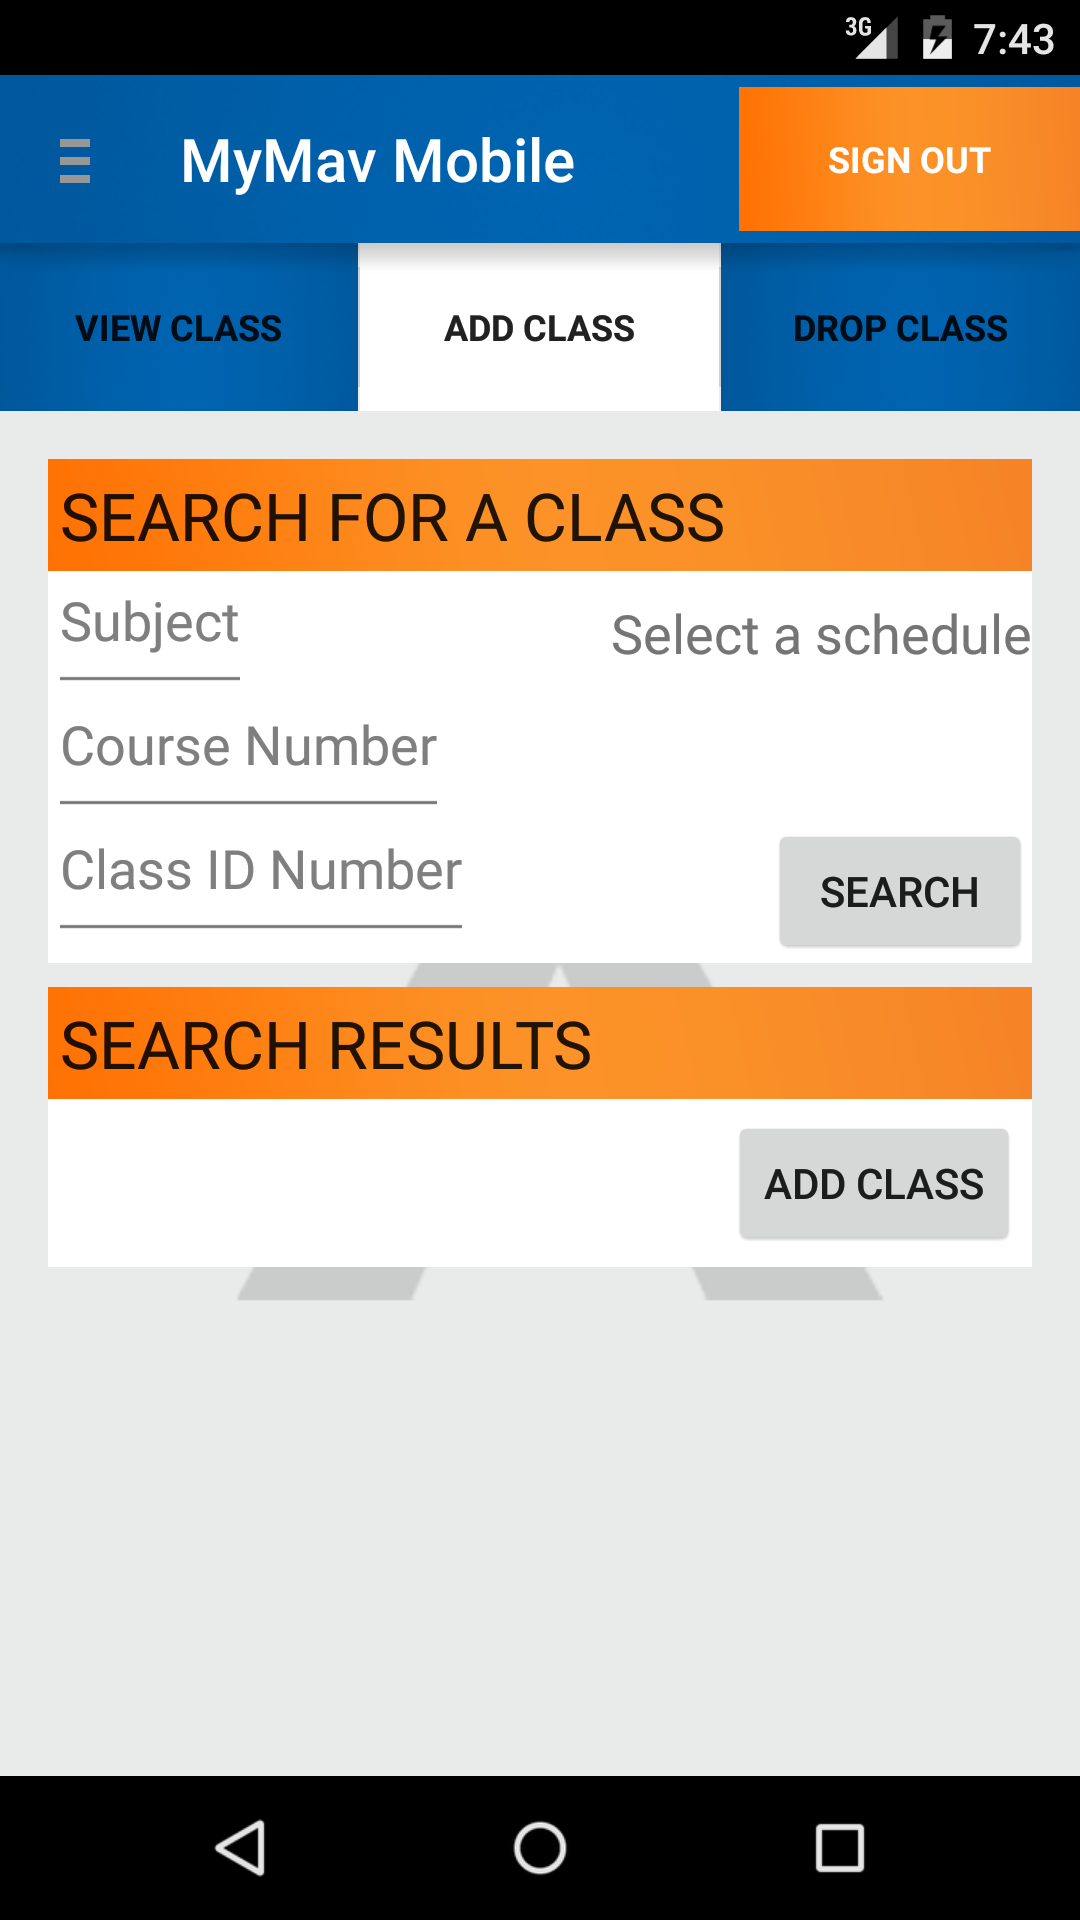 3G 7:43
MyMav Mobile
SIGN OUT
VIEW CLASS
ADD CLASS
DROP CLASS
SEARCH FOR A CLASS
Subject
Select a schedule
Course Number
Class ID Number
SEARCH
SEARCH RESULTS
ADD CLASS